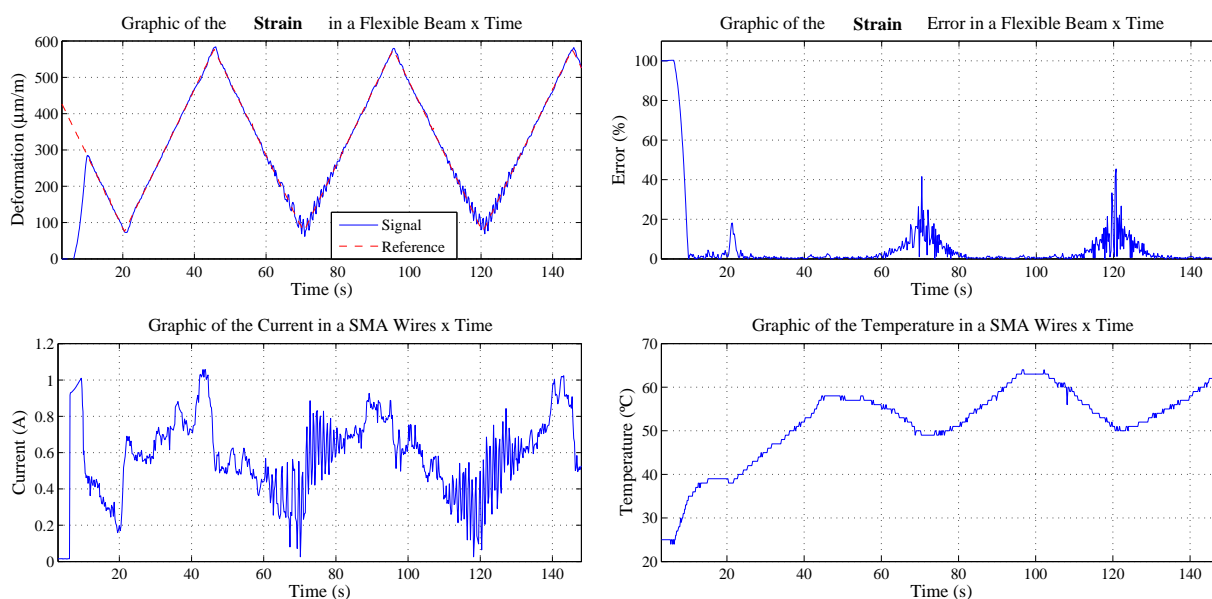 Graphic of the Strain in a Flexible Beam x Time
Deformation (μm/m)
600
500
400
300
200
100
0
Signal
Reference
20 40 60 80 100 120 140
Time (s)
Graphic of the Strain Error in a Flexible Beam x Time
Error (%)
100
80
60
40
20
0
20 40 60 80 100 120 140
Time (s)
Graphic of the Current in a SMA Wires x Time
Current (A)
1.2
1
0.8
0.6
0.4
0.2
0
20 40 60 80 100 120 140
Time (s)
Graphic of the Temperature in a SMA Wires x Time
Temperature (ºC)
70
60
50
40
30
20
20 40 60 80 100 120 140
Time (s)